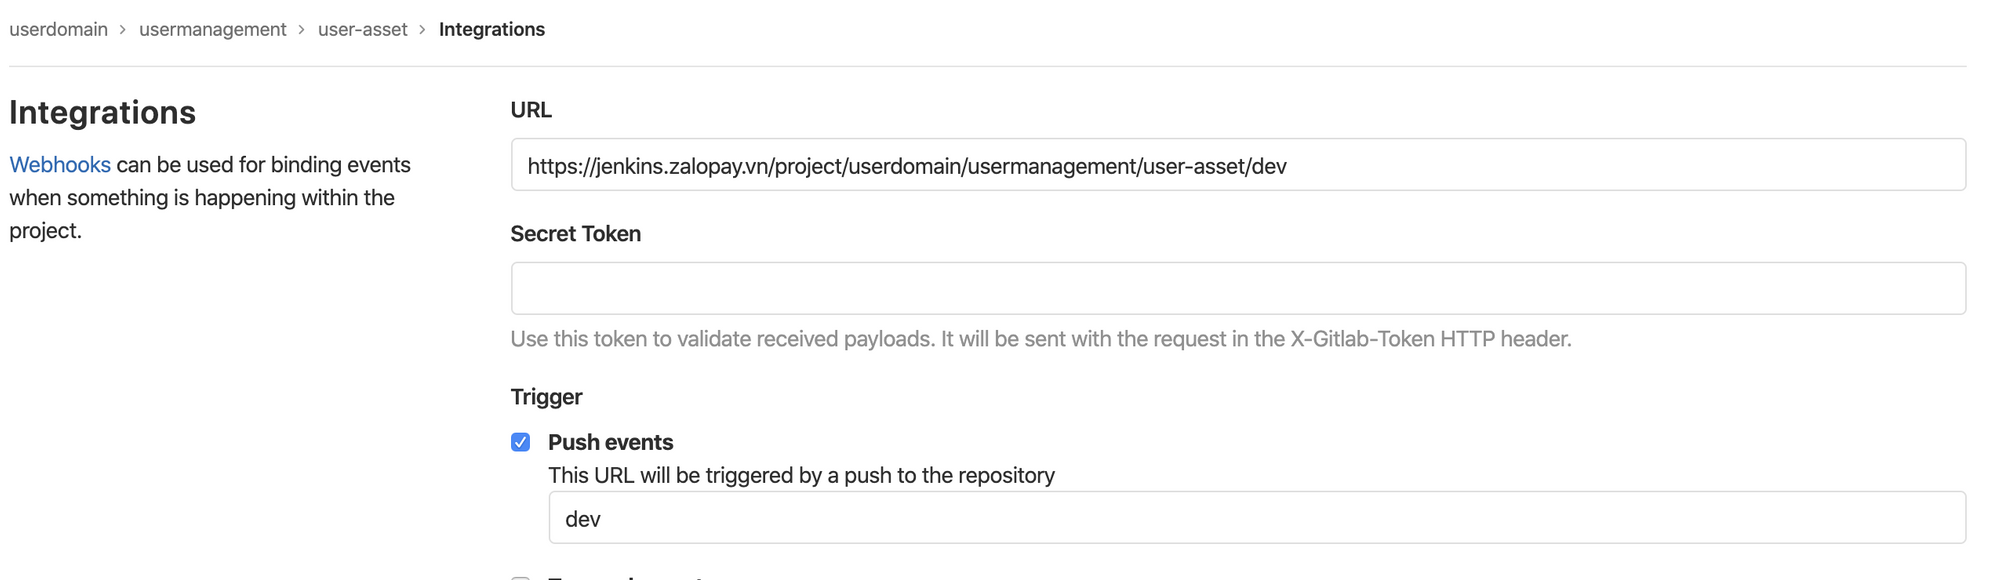 userdomain > usermanagement > user-asset > Integrations
Integrations
Webhooks can be used for binding events
when something is happening within the
project.
URL
https://jenkins.zalopay.vn/project/userdomain/usermanagement/user-asset/dev
Secret Token
Use this token to validate received payloads. It will be sent with the request in the X-Gitlab-Token HTTP header.
Trigger
Push events
This URL will be triggered by a push to the repository
dev